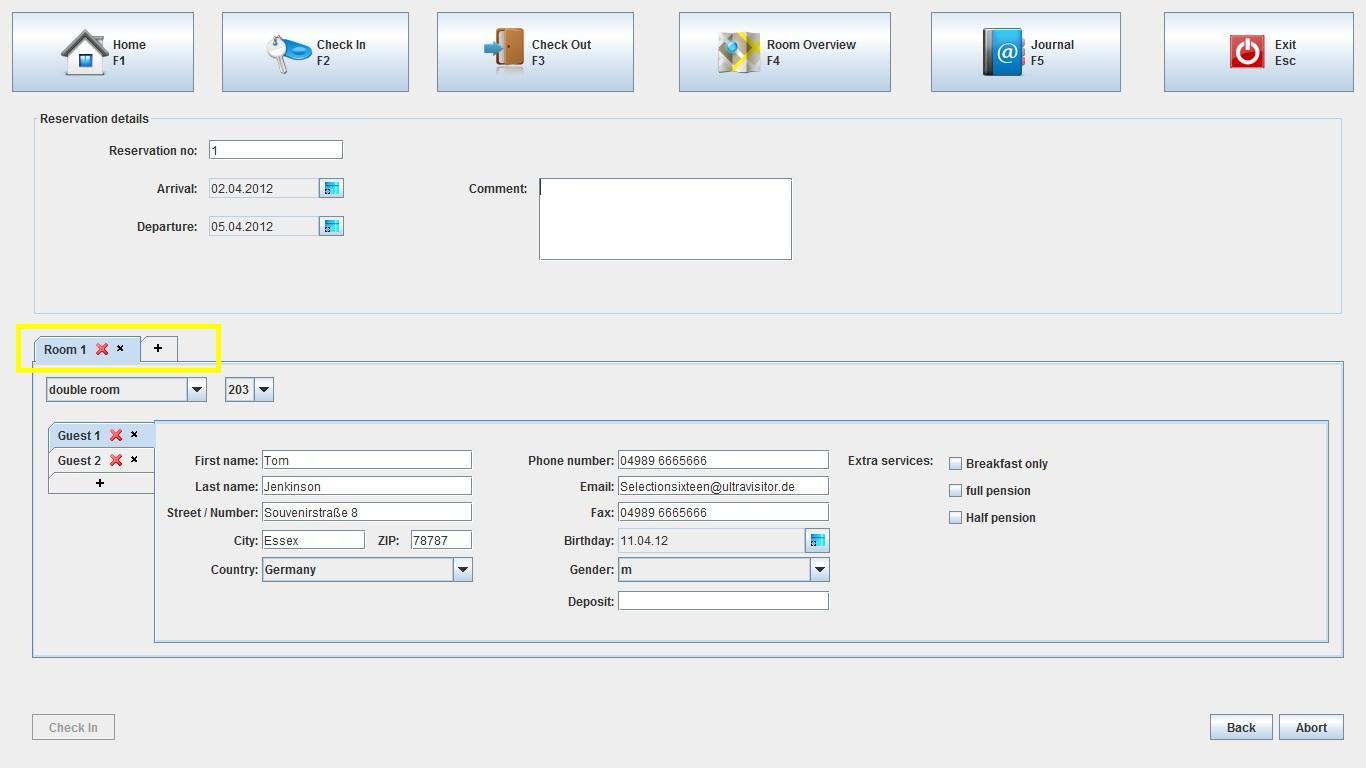 Home
F1
Check In
F2
Check Out
F3
Room Overview
F4
Journal
F5
Exit
Esc
Reservation details
Reservation no: 1
Arrival: 02.04.2012
Comment:
Departure: 05.04.2012
Room 1 x +
double room 203
Guest 1 x
Guest 2 x
+
First name: Tom
Last name: Jenkinson
Street / Number: Souvenirstraße 8
City: Essex ZIP: 78787
Country: Germany
Phone number: 04989 6665666
Email: Selectionsixteen@ultravisitor.de
Fax: 04989 6665666
Birthday: 11.04.12
Gender: m
Deposit:
Extra services: Breakfast only
full pension
Half pension
Check In
Back
Abort